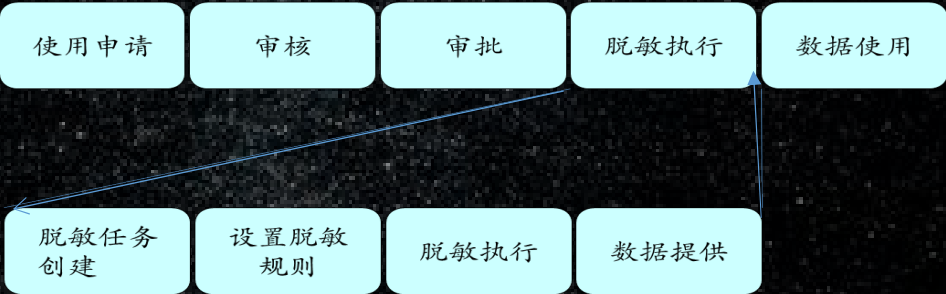 使用申请
审核
审批
脱敏执行
数据使用
脱敏任务
创建
设置脱敏
规则
脱敏执行
数据提供